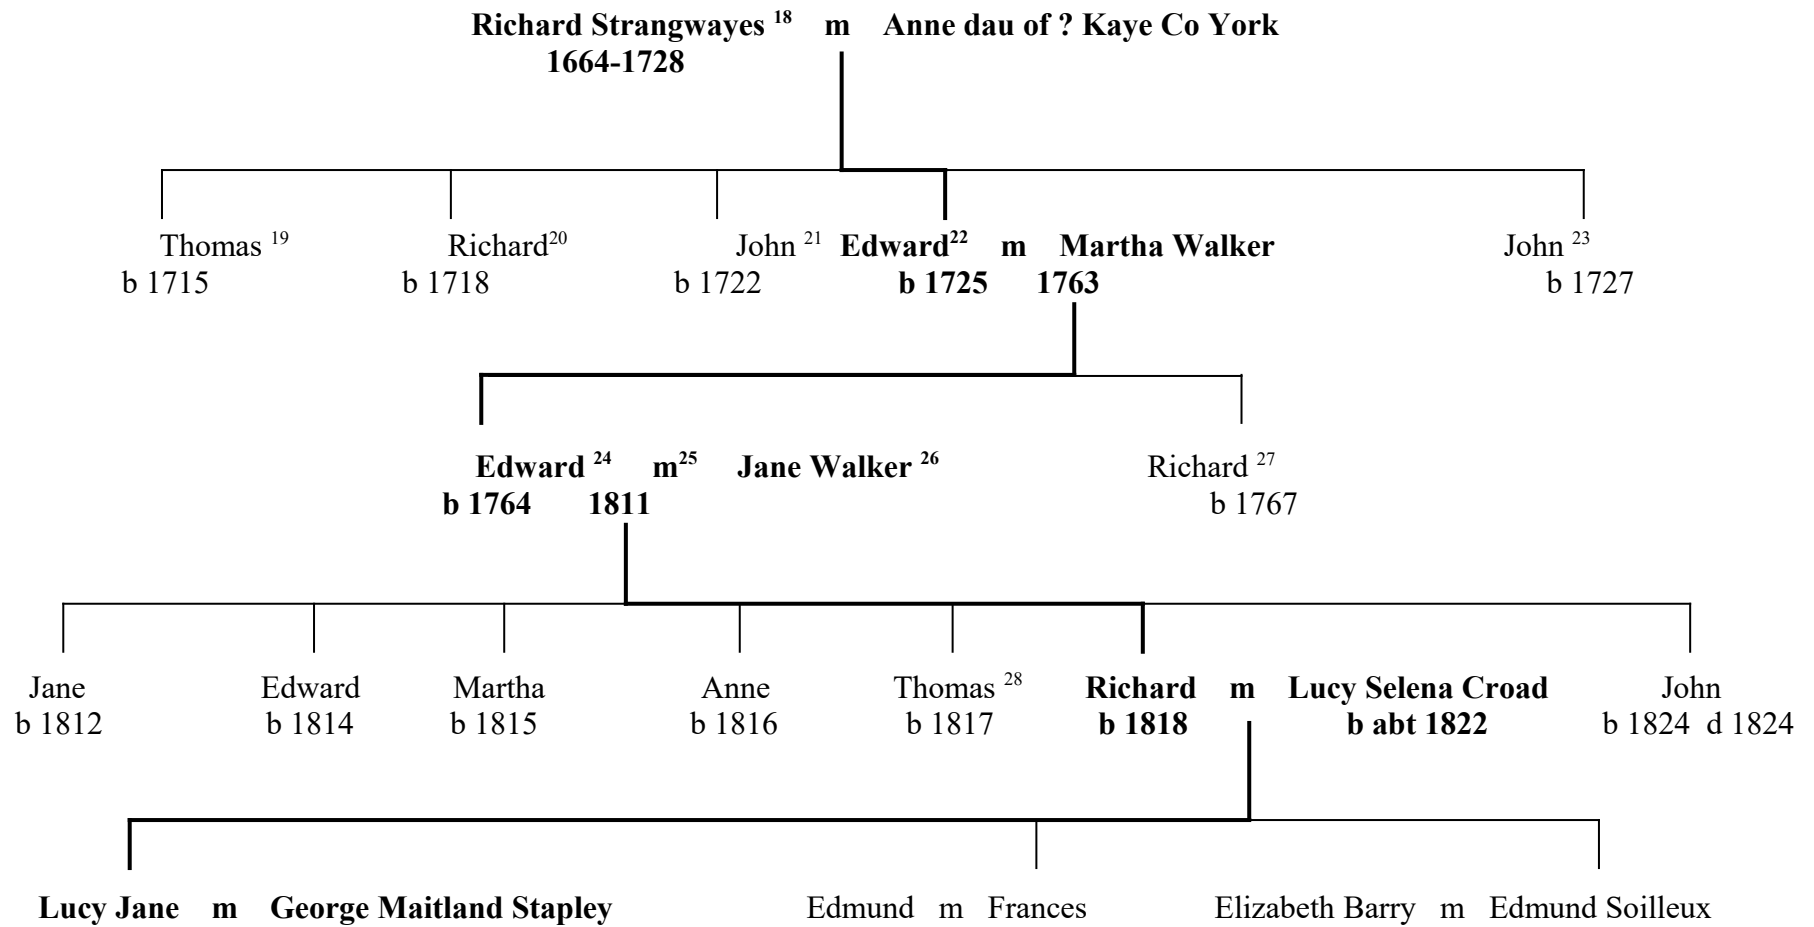 Richard Strangwayes 18 m Anne dau of ? Kaye Co York
1664-1728
Thomas 19 Richard20 John 21 Edward22 m Martha Walker John 23
b 1715 b 1718 b 1722 b 1725 1763 b 1727
Edward 24 m25 Jane Walker 26 Richard 27
b 1764 1811 b 1767
Jane Edward Martha Anne Thomas 28 Richard m Lucy Selena Croad John
b 1812 b 1814 b 1815 b 1816 b 1817 b 1818 b abt 1822 b 1824 d 1824
Lucy Jane m George Maitland Stapley Edmund m Frances Elizabeth Barry m Edmund Soilleux